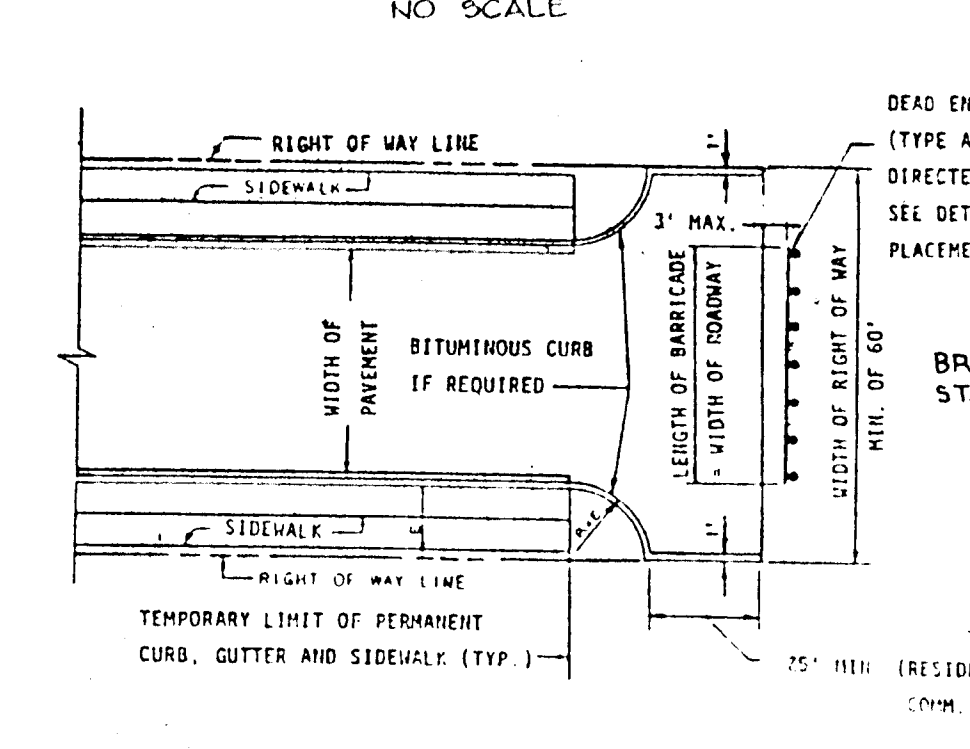 NO SCALE
DEAD EN
(TYPE A
DIRECTE
SEE DET
PLACEME
RIGHT OF WAY LINE
SIDEWALK
1'
3' MAX.
LENGTH OF BARRICADE
= WIDTH OF ROADWAY
WIDTH OF RIGHT OF WAY
MIN. OF 60'
WIDTH OF
PAVEMENT
BITUMINOUS CURB
IF REQUIRED
BR
ST
SIDEWALK
E
R=E
1'
RIGHT OF WAY LINE
TEMPORARY LIMIT OF PERMANENT
CURB, GUTTER AND SIDEWALK (TYP.)
25' MIN (RESID
COMM.